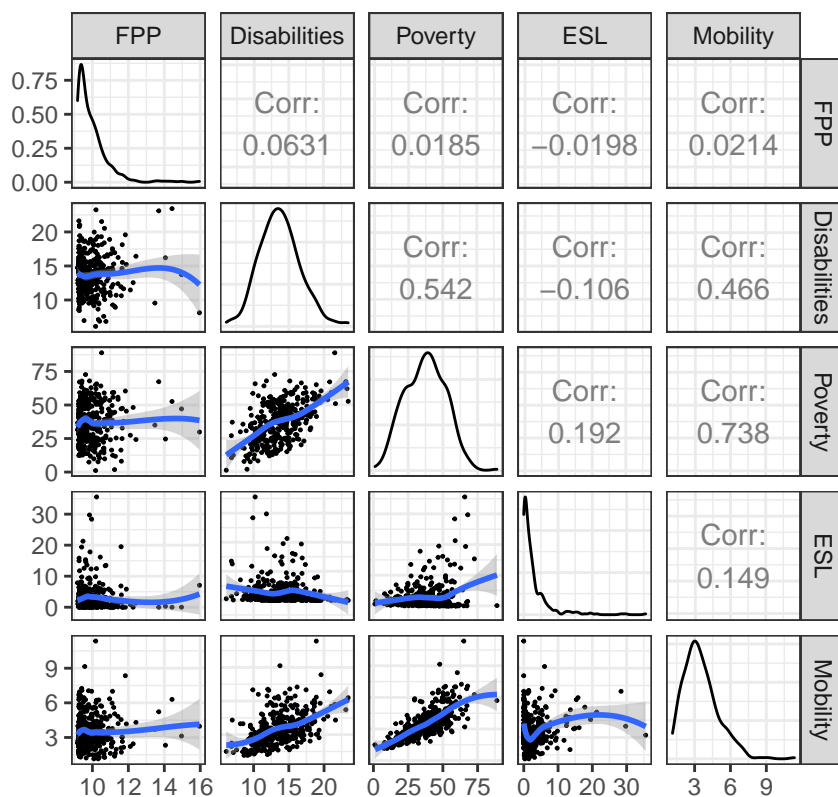 FPP Disabilities Poverty ESL Mobility
0.75
0.50
0.25
0.00
Corr:
0.0631
Corr:
0.0185
Corr:
−0.0198
Corr:
0.0214
FPP
20
15
10
Corr:
0.542
Corr:
−0.106
Corr:
0.466
Disabilities
75
50
25
0
Corr:
0.192
Corr:
0.738
Poverty
30
20
10
0
Corr:
0.149
ESL
9
6
3
Mobility
10 12 14 16 10 15 20 0 25 50 75 0 10 20 30 3 6 9